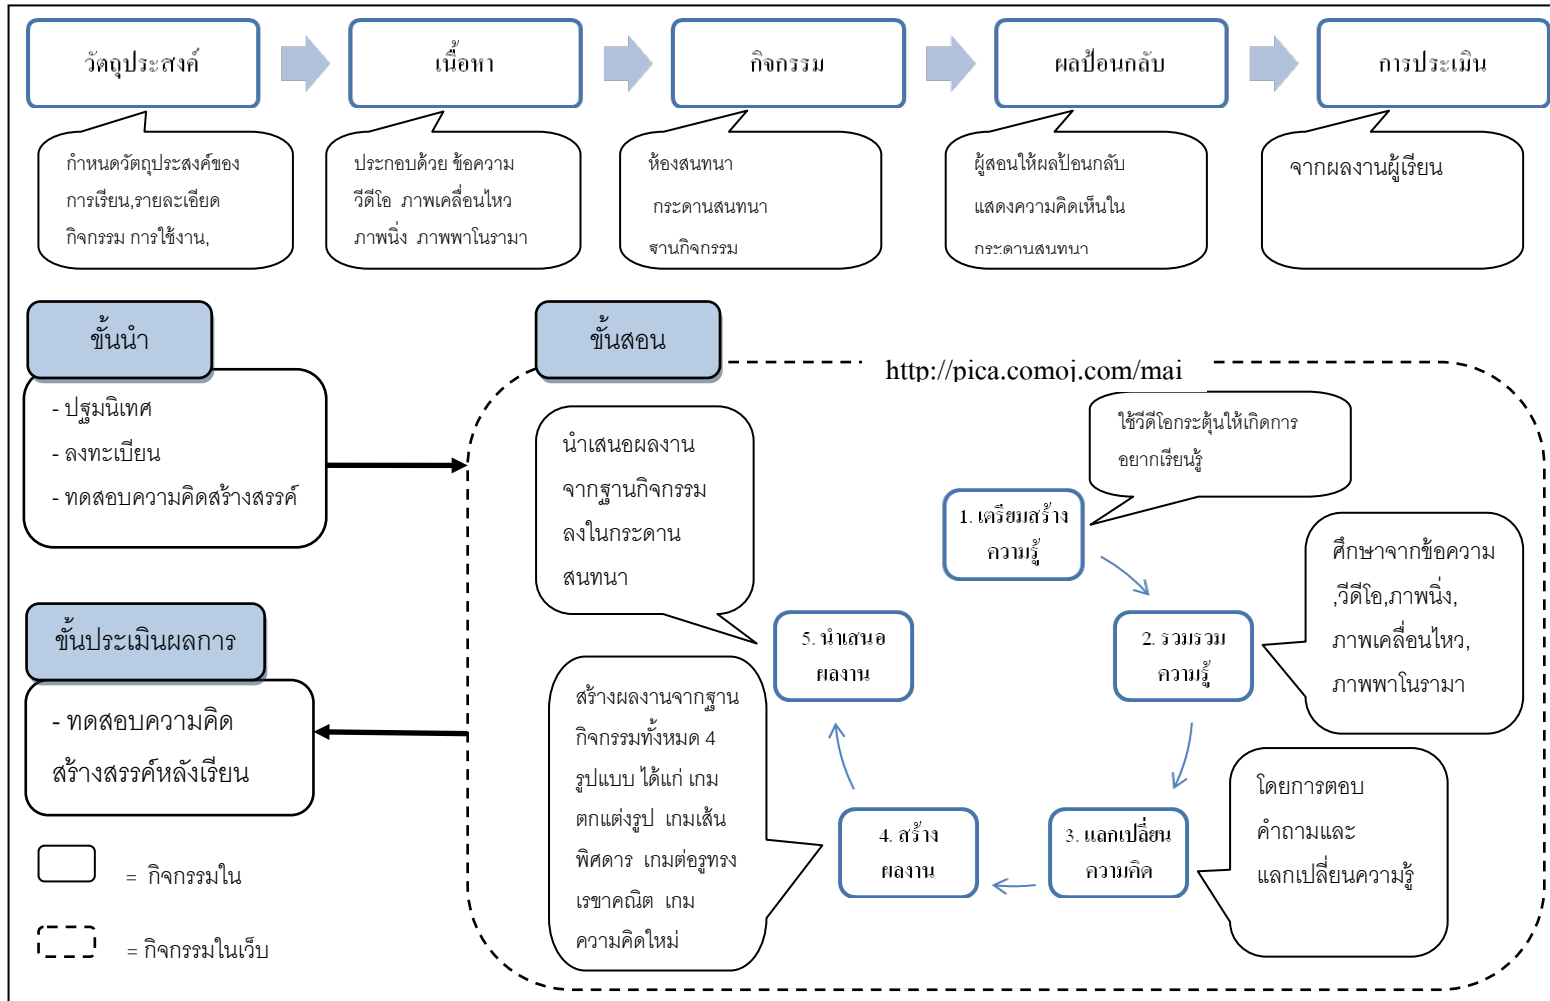 วัตถุประสงค์
เนื้อหา
กิจกรรม
ผลป้อนกลับ
การประเมิน
กำหนดวัตถุประสงค์ของ
การเรียน,รายละเอียด
กิจกรรม การใช้งาน,
ประกอบด้วย ข้อความ
วีดีโอ ภาพเคลื่อนไหว
ภาพนิ่ง ภาพพาโนรามา
ห้องสนทนา
กระดานสนทนา
ฐานกิจกรรม
ผู้สอนให้ผลป้อนกลับ
แสดงความคิดเห็นใน
กระดานสนทนา
จากผลงานผู้เรียน
ขั้นนำ
- ปฐมนิเทศ
- ลงทะเบียน
- ทดสอบความคิดสร้างสรรค์
ขั้นประเมินผลการ
- ทดสอบความคิด
สร้างสรรค์หลังเรียน
= กิจกรรมใน
= กิจกรรมในเว็บ
ขั้นสอน
http://pica.comoj.com/mai
ใช้วีดีโอกระตุ้นให้เกิดการ
อยากเรียนรู้
1. เตรียมสร้าง
ความรู้
ศึกษาจากข้อความ
,วีดีโอ,ภาพนิ่ง,
ภาพเคลื่อนไหว,
ภาพพาโนรามา
2. รวมรวม
ความรู้
โดยการตอบ
คำถามและ
แลกเปลี่ยนความรู้
3. แลกเปลี่ยน
ความคิด
4. สร้าง
ผลงาน
สร้างผลงานจากฐาน
กิจกรรมทั้งหมด 4
รูปแบบ ได้แก่ เกม
ตกแต่งรูป เกมเส้น
พิศดาร เกมต่อรูทรง
เรขาคณิต เกม
ความคิดใหม่
5. นำเสนอ
ผลงาน
นำเสนอผลงาน
จากฐานกิจกรรม
ลงในกระดาน
สนทนา